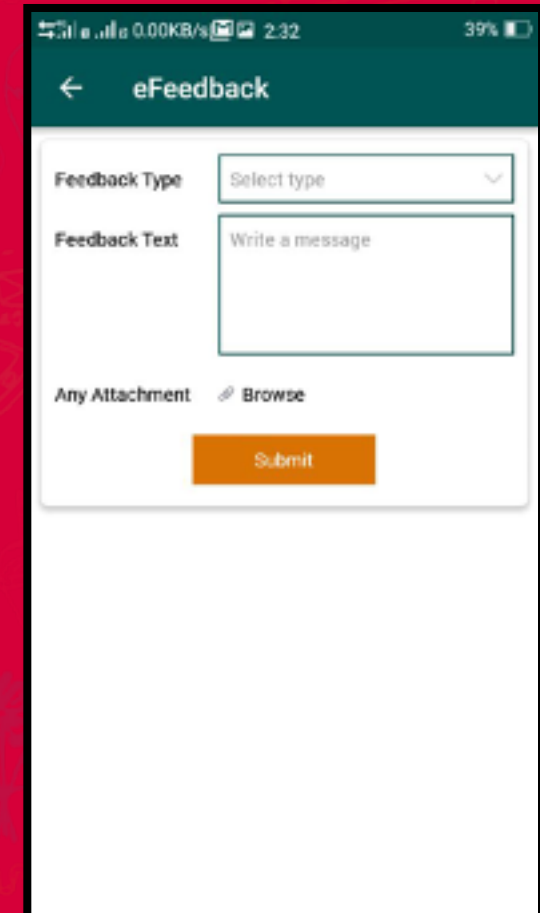 0.00KB/s 2:32 39%
← eFeedback
Feedback Type Select type
Feedback Text Write a message
Any Attachment Browse
Submit